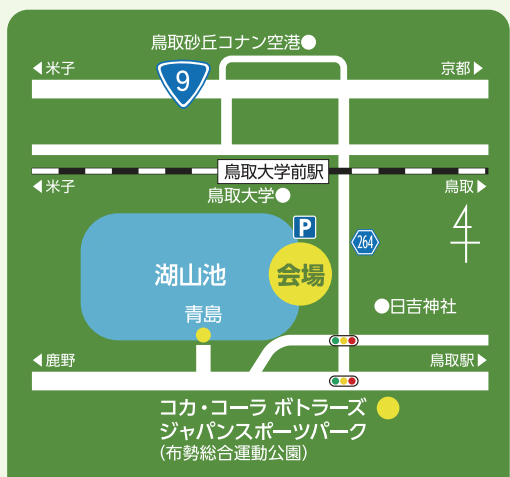 鳥取砂丘コナン空港
米子
9
京都
鳥取大学前駅
米子
鳥取大学
鳥取
P
264
湖山池
会場
青島
日吉神社
鹿野
鳥取駅
コカ・コーラ ボトラーズ
ジャパンスポーツパーク
(布勢総合運動公園)